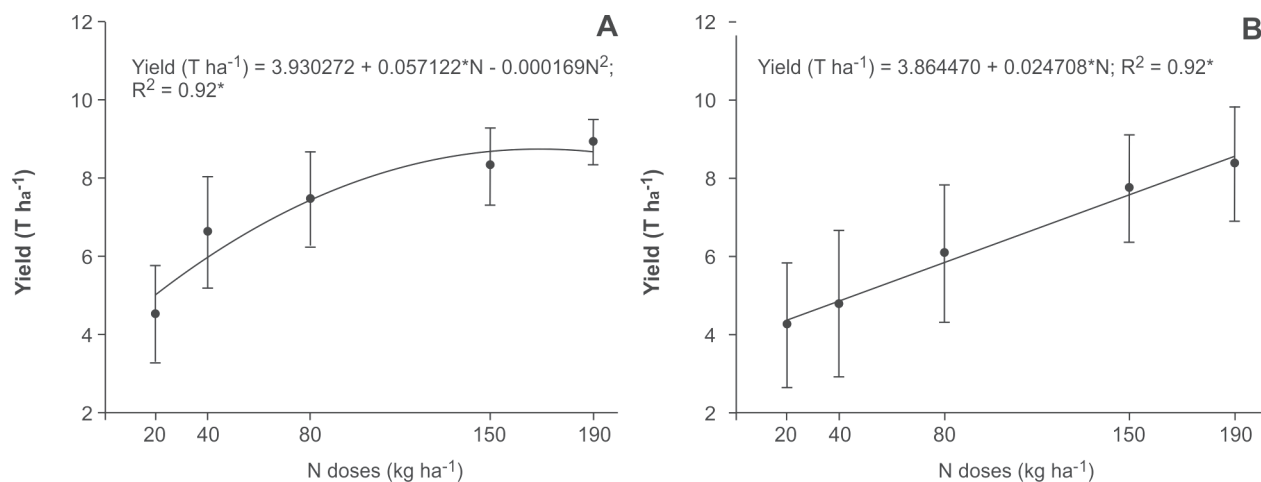 A
Yield (T ha-1) = 3.930272 + 0.057122*N - 0.000169N2;
R2 = 0.92*
12
10
8
6
4
2
Yield (T ha-1)
20 40 80 150 190
N doses (kg ha-1)
B
Yield (T ha-1) = 3.864470 + 0.024708*N; R2 = 0.92*
12
10
8
6
4
2
Yield (T ha-1)
20 40 80 150 190
N doses (kg ha-1)